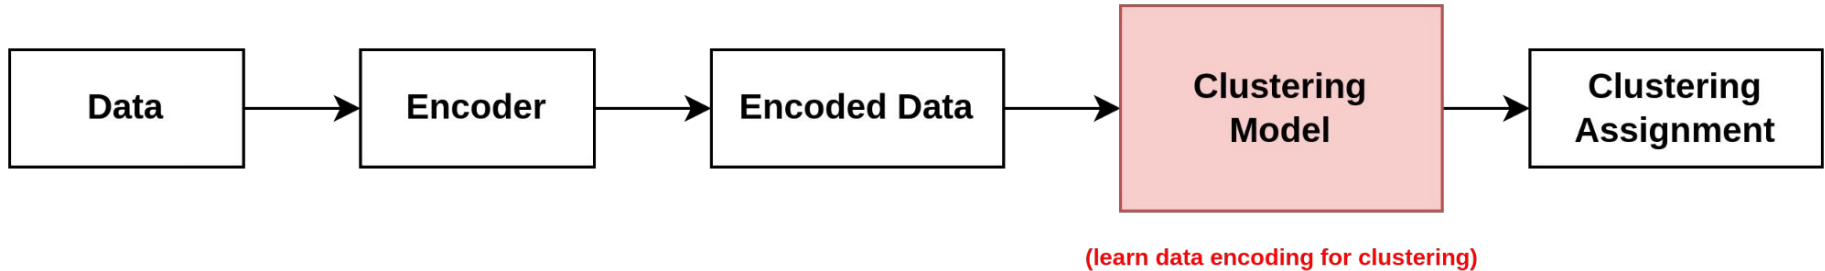 Data
Encoder
Encoded Data
Clustering
Model
Clustering
Assignment
(learn data encoding for clustering)